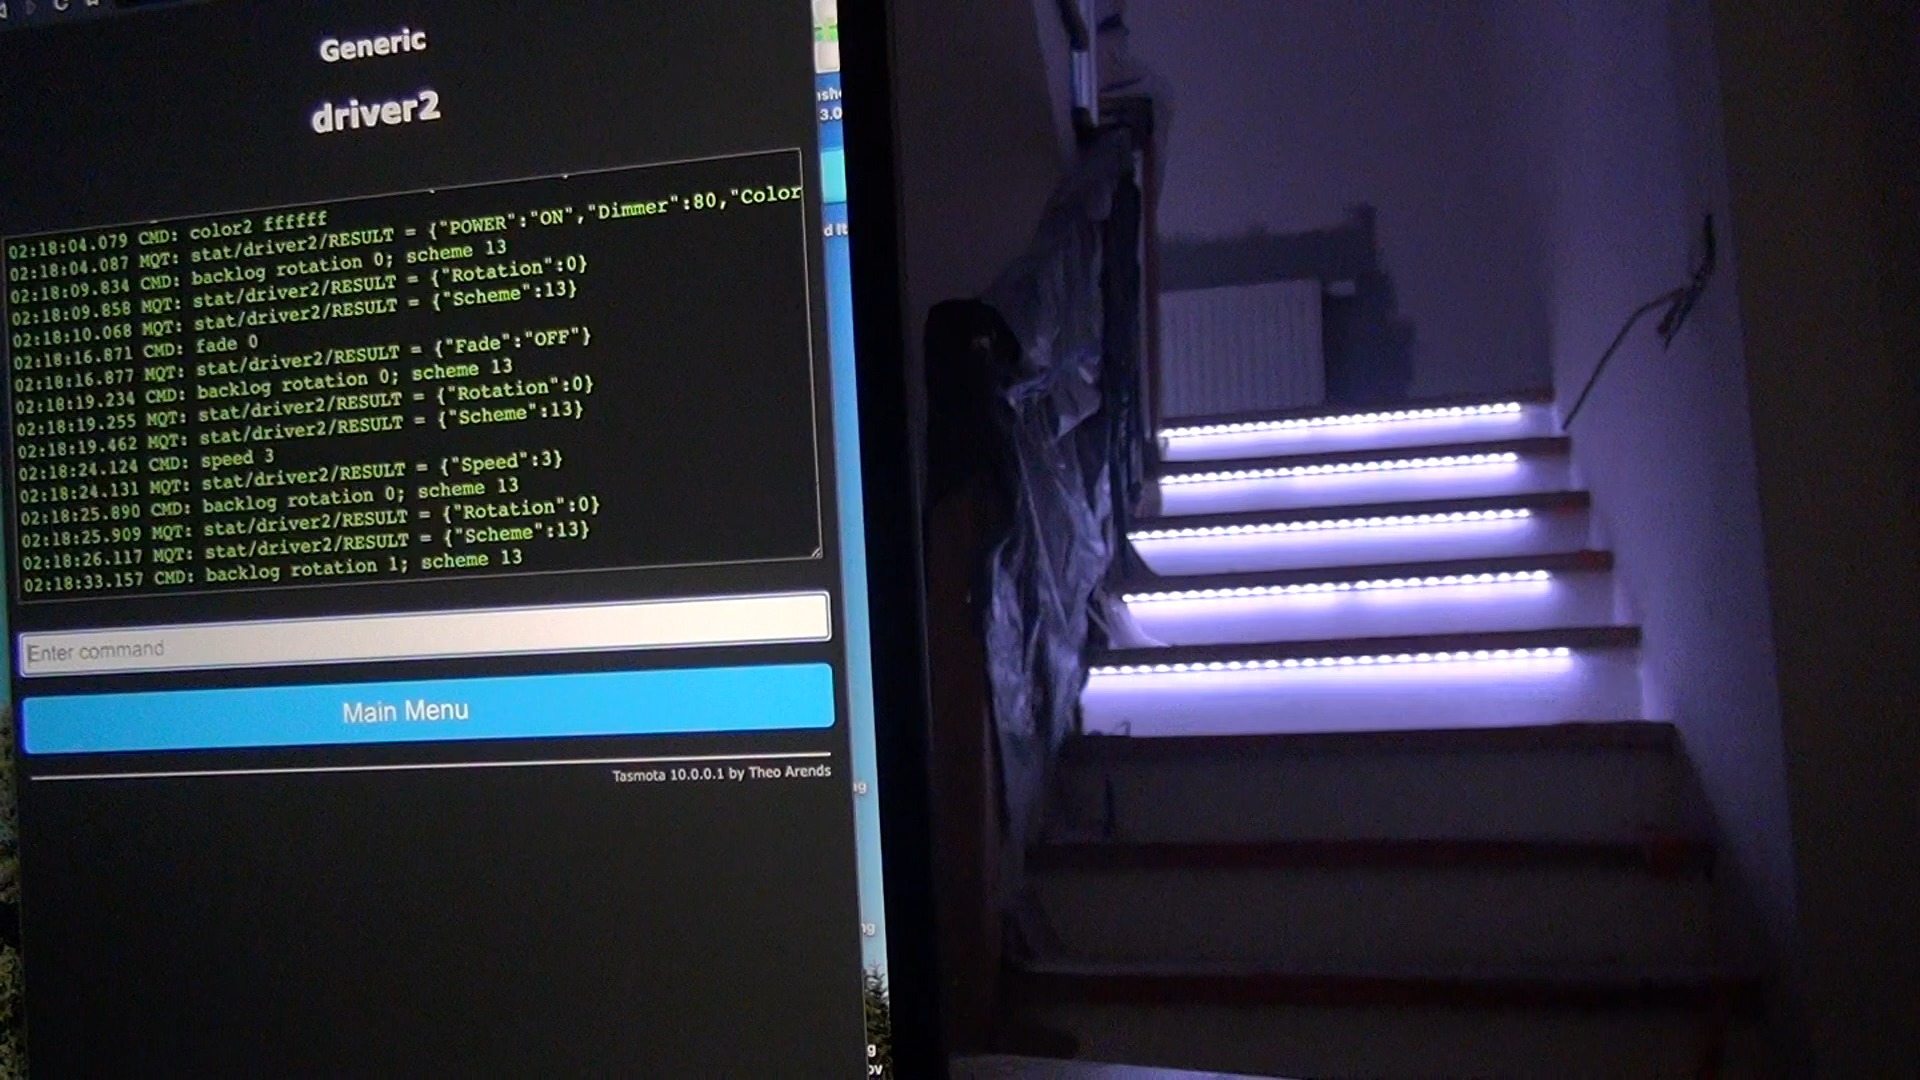 Generic
driver2
02:18:04.079 CMD: color2 ffffff
02:18:04.087 MQT: stat/driver2/RESULT = {"POWER":"ON","Dimmer":80,"Color
02:18:09.834 CMD: backlog rotation 0; scheme 13
02:18:09.858 MQT: stat/driver2/RESULT = {"Rotation":0}
02:18:10.068 MQT: stat/driver2/RESULT = {"Scheme":13}
02:18:16.871 CMD: fade 0
02:18:16.877 MQT: stat/driver2/RESULT = {"Fade":"OFF"}
02:18:19.234 CMD: backlog rotation 0; scheme 13
02:18:19.255 MQT: stat/driver2/RESULT = {"Rotation":0}
02:18:19.462 MQT: stat/driver2/RESULT = {"Scheme":13}
02:18:24.124 CMD: speed 3
02:18:24.131 MQT: stat/driver2/RESULT = {"Speed":3}
02:18:25.890 CMD: backlog rotation 0; scheme 13
02:18:25.909 MQT: stat/driver2/RESULT = {"Rotation":0}
02:18:26.117 MQT: stat/driver2/RESULT = {"Scheme":13}
02:18:33.157 CMD: backlog rotation 1; scheme 13
Enter command
Main Menu
Tasmota 10.0.0.1 by Theo Arends